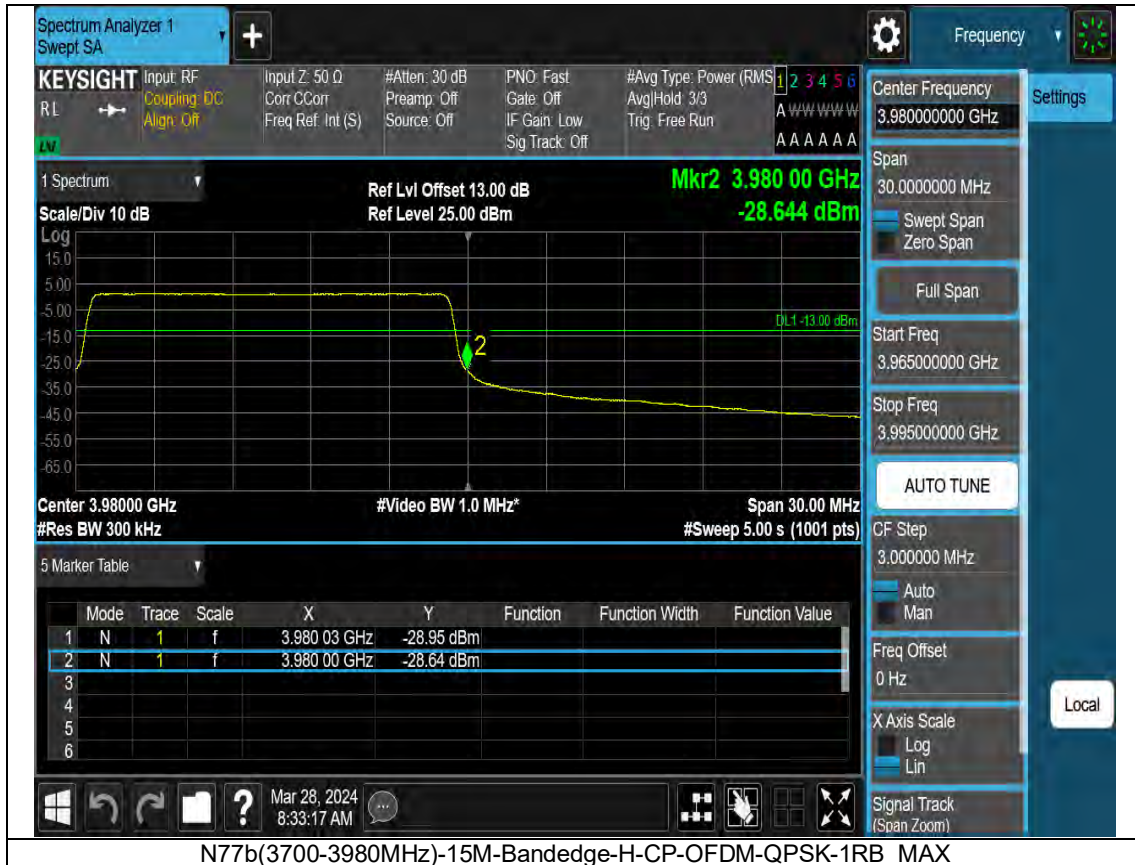 Spectrum Analyzer 1
Swept SA
+
Frequency
KEYSIGHT
RL
Input: RF
Coupling: DC
Align: Off
Input Z: 50 Ω
Corr CCorr
Freq Ref: Int (S)
#Atten: 30 dB
Preamp: Off
Source: Off
PNO: Fast
Gate: Off
IF Gain: Low
Sig Track: Off
#Avg Type: Power (RMS
Avg|Hold: 3/3
Trig: Free Run
1 2 3 4 5 6
A W W W W W
A A A A A A
1 Spectrum
Ref Lvl Offset 13.00 dB
Mkr2 3.980 00 GHz
Scale/Div 10 dB
Ref Level 25.00 dBm
-28.644 dBm
Log
15.0
5.00
-5.00
-15.0
-25.0
-35.0
-45.0
-55.0
-65.0
DL1 -13.00 dBm
2
Center 3.98000 GHz
#Video BW 1.0 MHz*
Span 30.00 MHz
#Res BW 300 kHz
#Sweep 5.00 s (1001 pts)
5 Marker Table
Mode Trace Scale X Y Function Function Width Function Value
1 N 1 f 3.980 03 GHz -28.95 dBm
2 N 1 f 3.980 00 GHz -28.64 dBm
3
4
5
6
?
Mar 28, 2024
8:33:17 AM
Center Frequency
3.980000000 GHz
Settings
Span
30.0000000 MHz
Swept Span
Zero Span
Full Span
Start Freq
3.965000000 GHz
Stop Freq
3.995000000 GHz
AUTO TUNE
CF Step
3.000000 MHz
Auto
Man
Freq Offset
0 Hz
X Axis Scale
Log
Lin
Local
Signal Track
(Span Zoom)
N77b(3700-3980MHz)-15M-Bandedge-H-CP-OFDM-QPSK-1RB_MAX